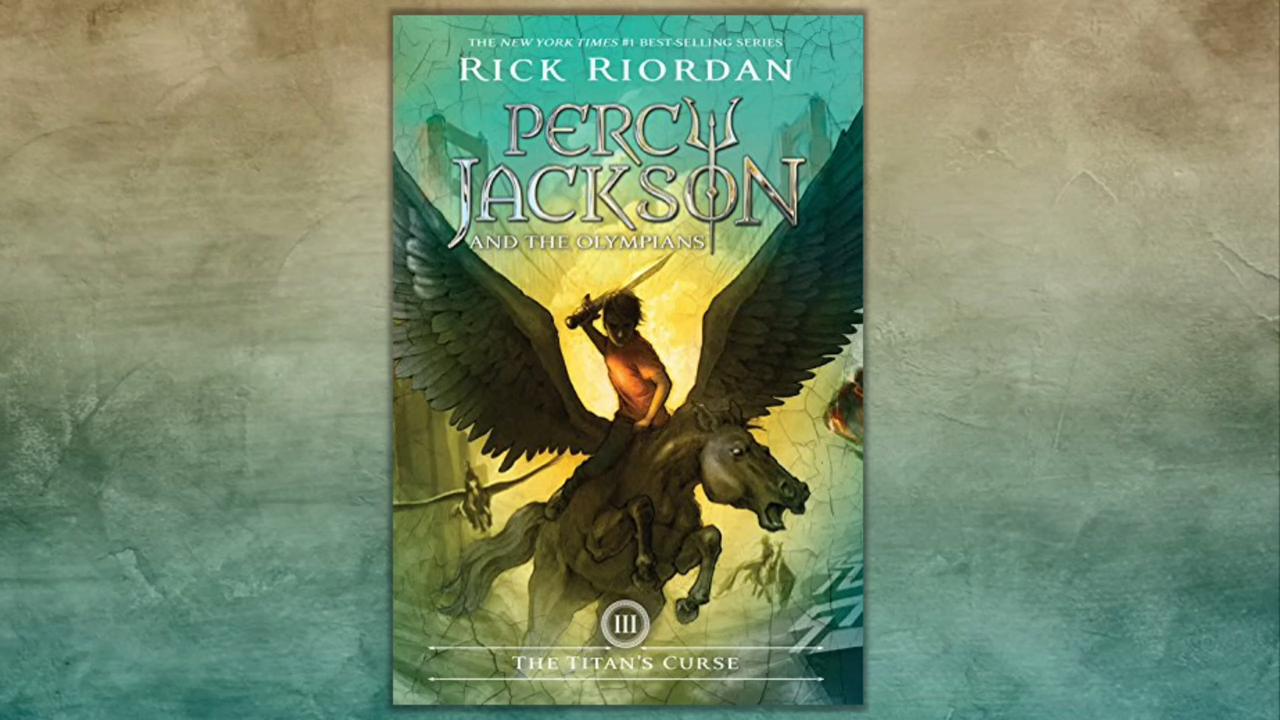 THE NEW YORK TIMES #1 BEST-SELLING SERIES
RICK RIORDAN
PERCY
JACKSON
AND THE OLYMPIANS
III
THE TITAN'S CURSE